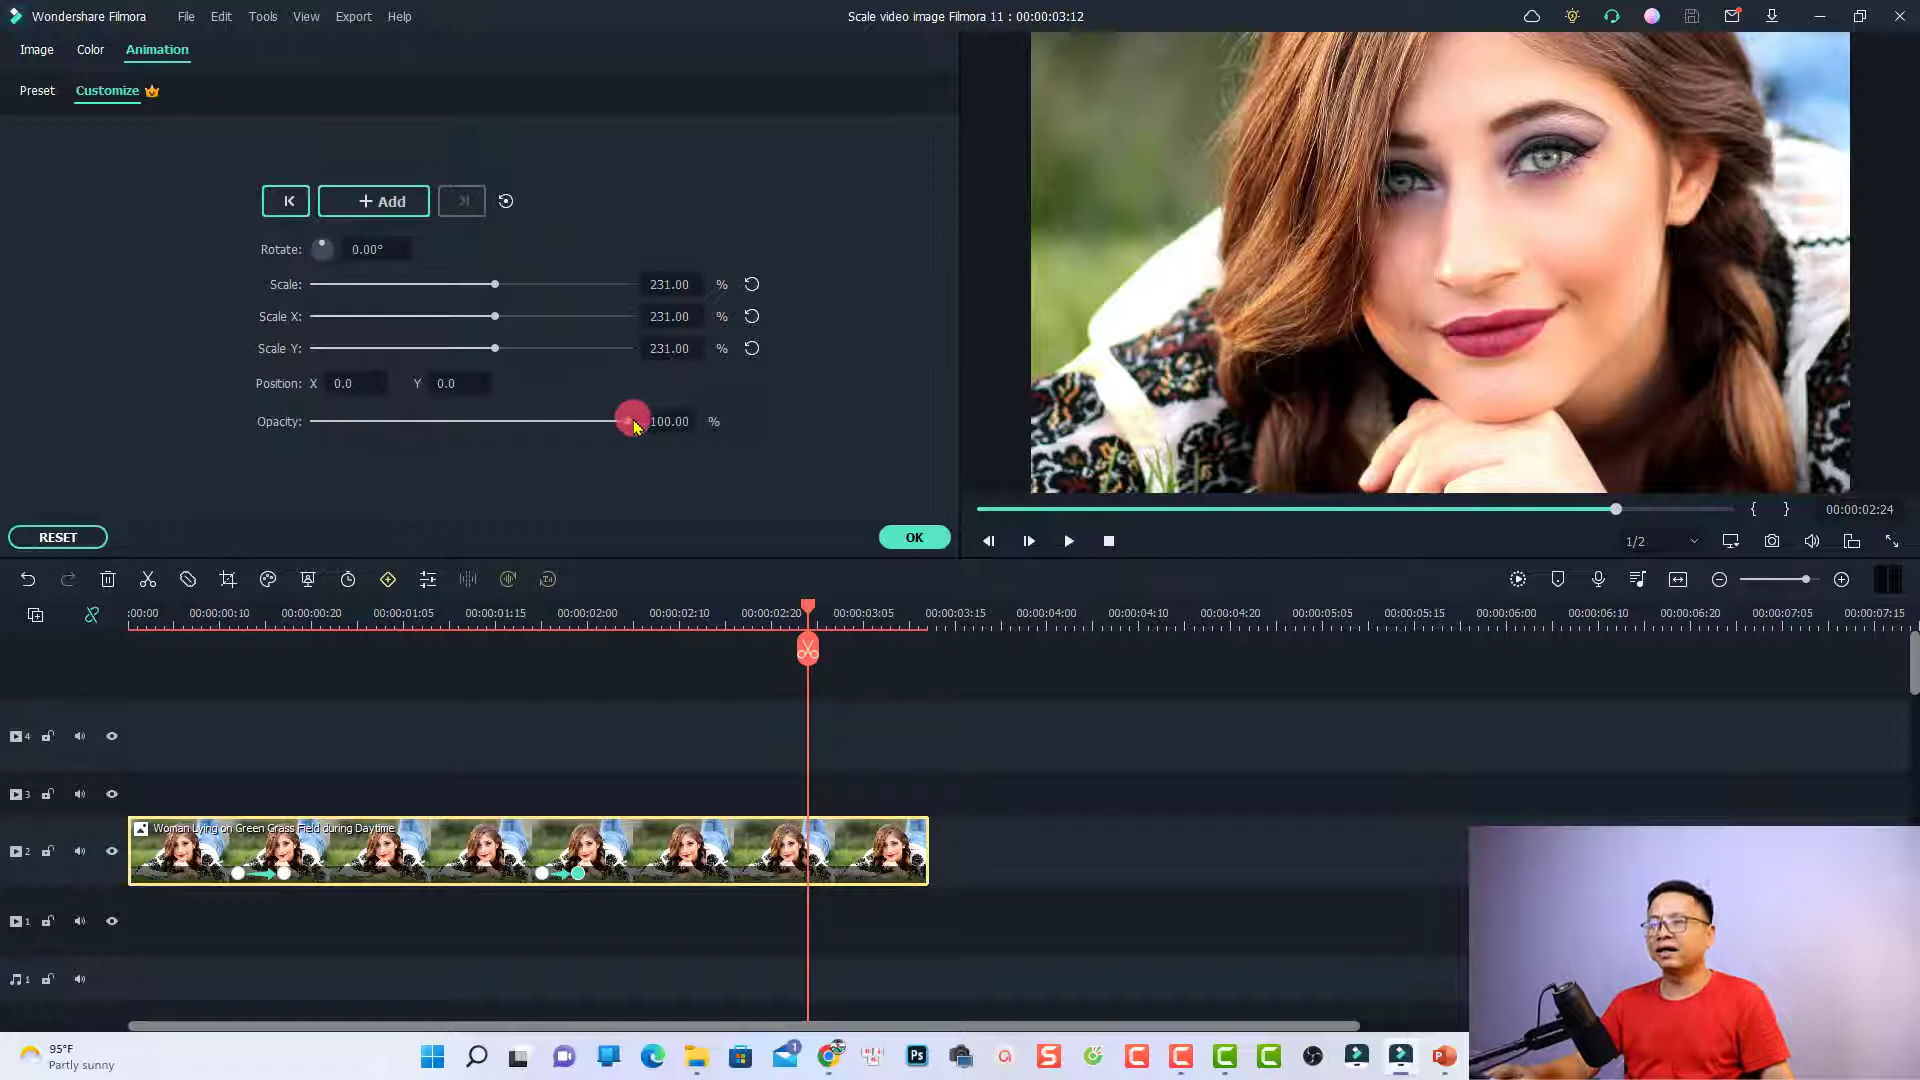 Wondershare Filmora File Edit Tools View Export Help Scale video image Filmora 11 : 00:00:03:12
Image Color Animation
Preset Customize
Add
Rotate: 0.00°
Scale: 231.00 %
Scale X: 231.00 %
Scale Y: 231.00 %
Position: X 0.0 Y 0.0
Opacity: 100.00 %
RESET OK
{ } 00:00:02:24
1/2
:00:00 00:00:00:10 00:00:00:20 00:00:01:05 00:00:01:15 00:00:02:00 00:00:02:10 00:00:02:20 00:00:03:05 00:00:03:15 00:00:04:00 00:00:04:10 00:00:04:20 00:00:05:05 00:00:05:15 00:00:06:00 00:00:06:10 00:00:06:20 00:00:07:05 00:00:07:15
4
3
Woman Lying on Green Grass Field during Daytime
2
1
1
95°F
Partly sunny
1
Ps